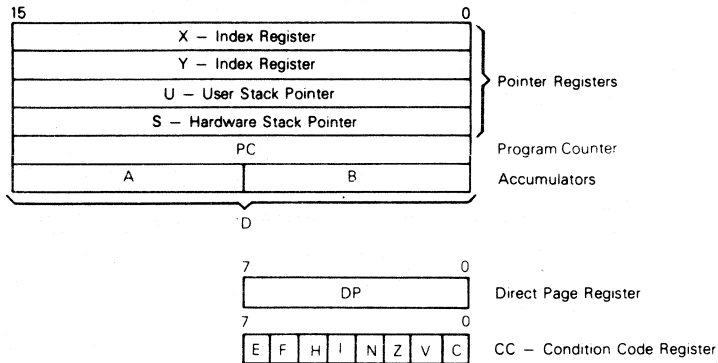 15 0
X – Index Register
Y – Index Register
U – User Stack Pointer
S – Hardware Stack Pointer
Pointer Registers
PC Program Counter
A B Accumulators
D
7 0
DP Direct Page Register
7 0
E F H I N Z V C CC – Condition Code Register